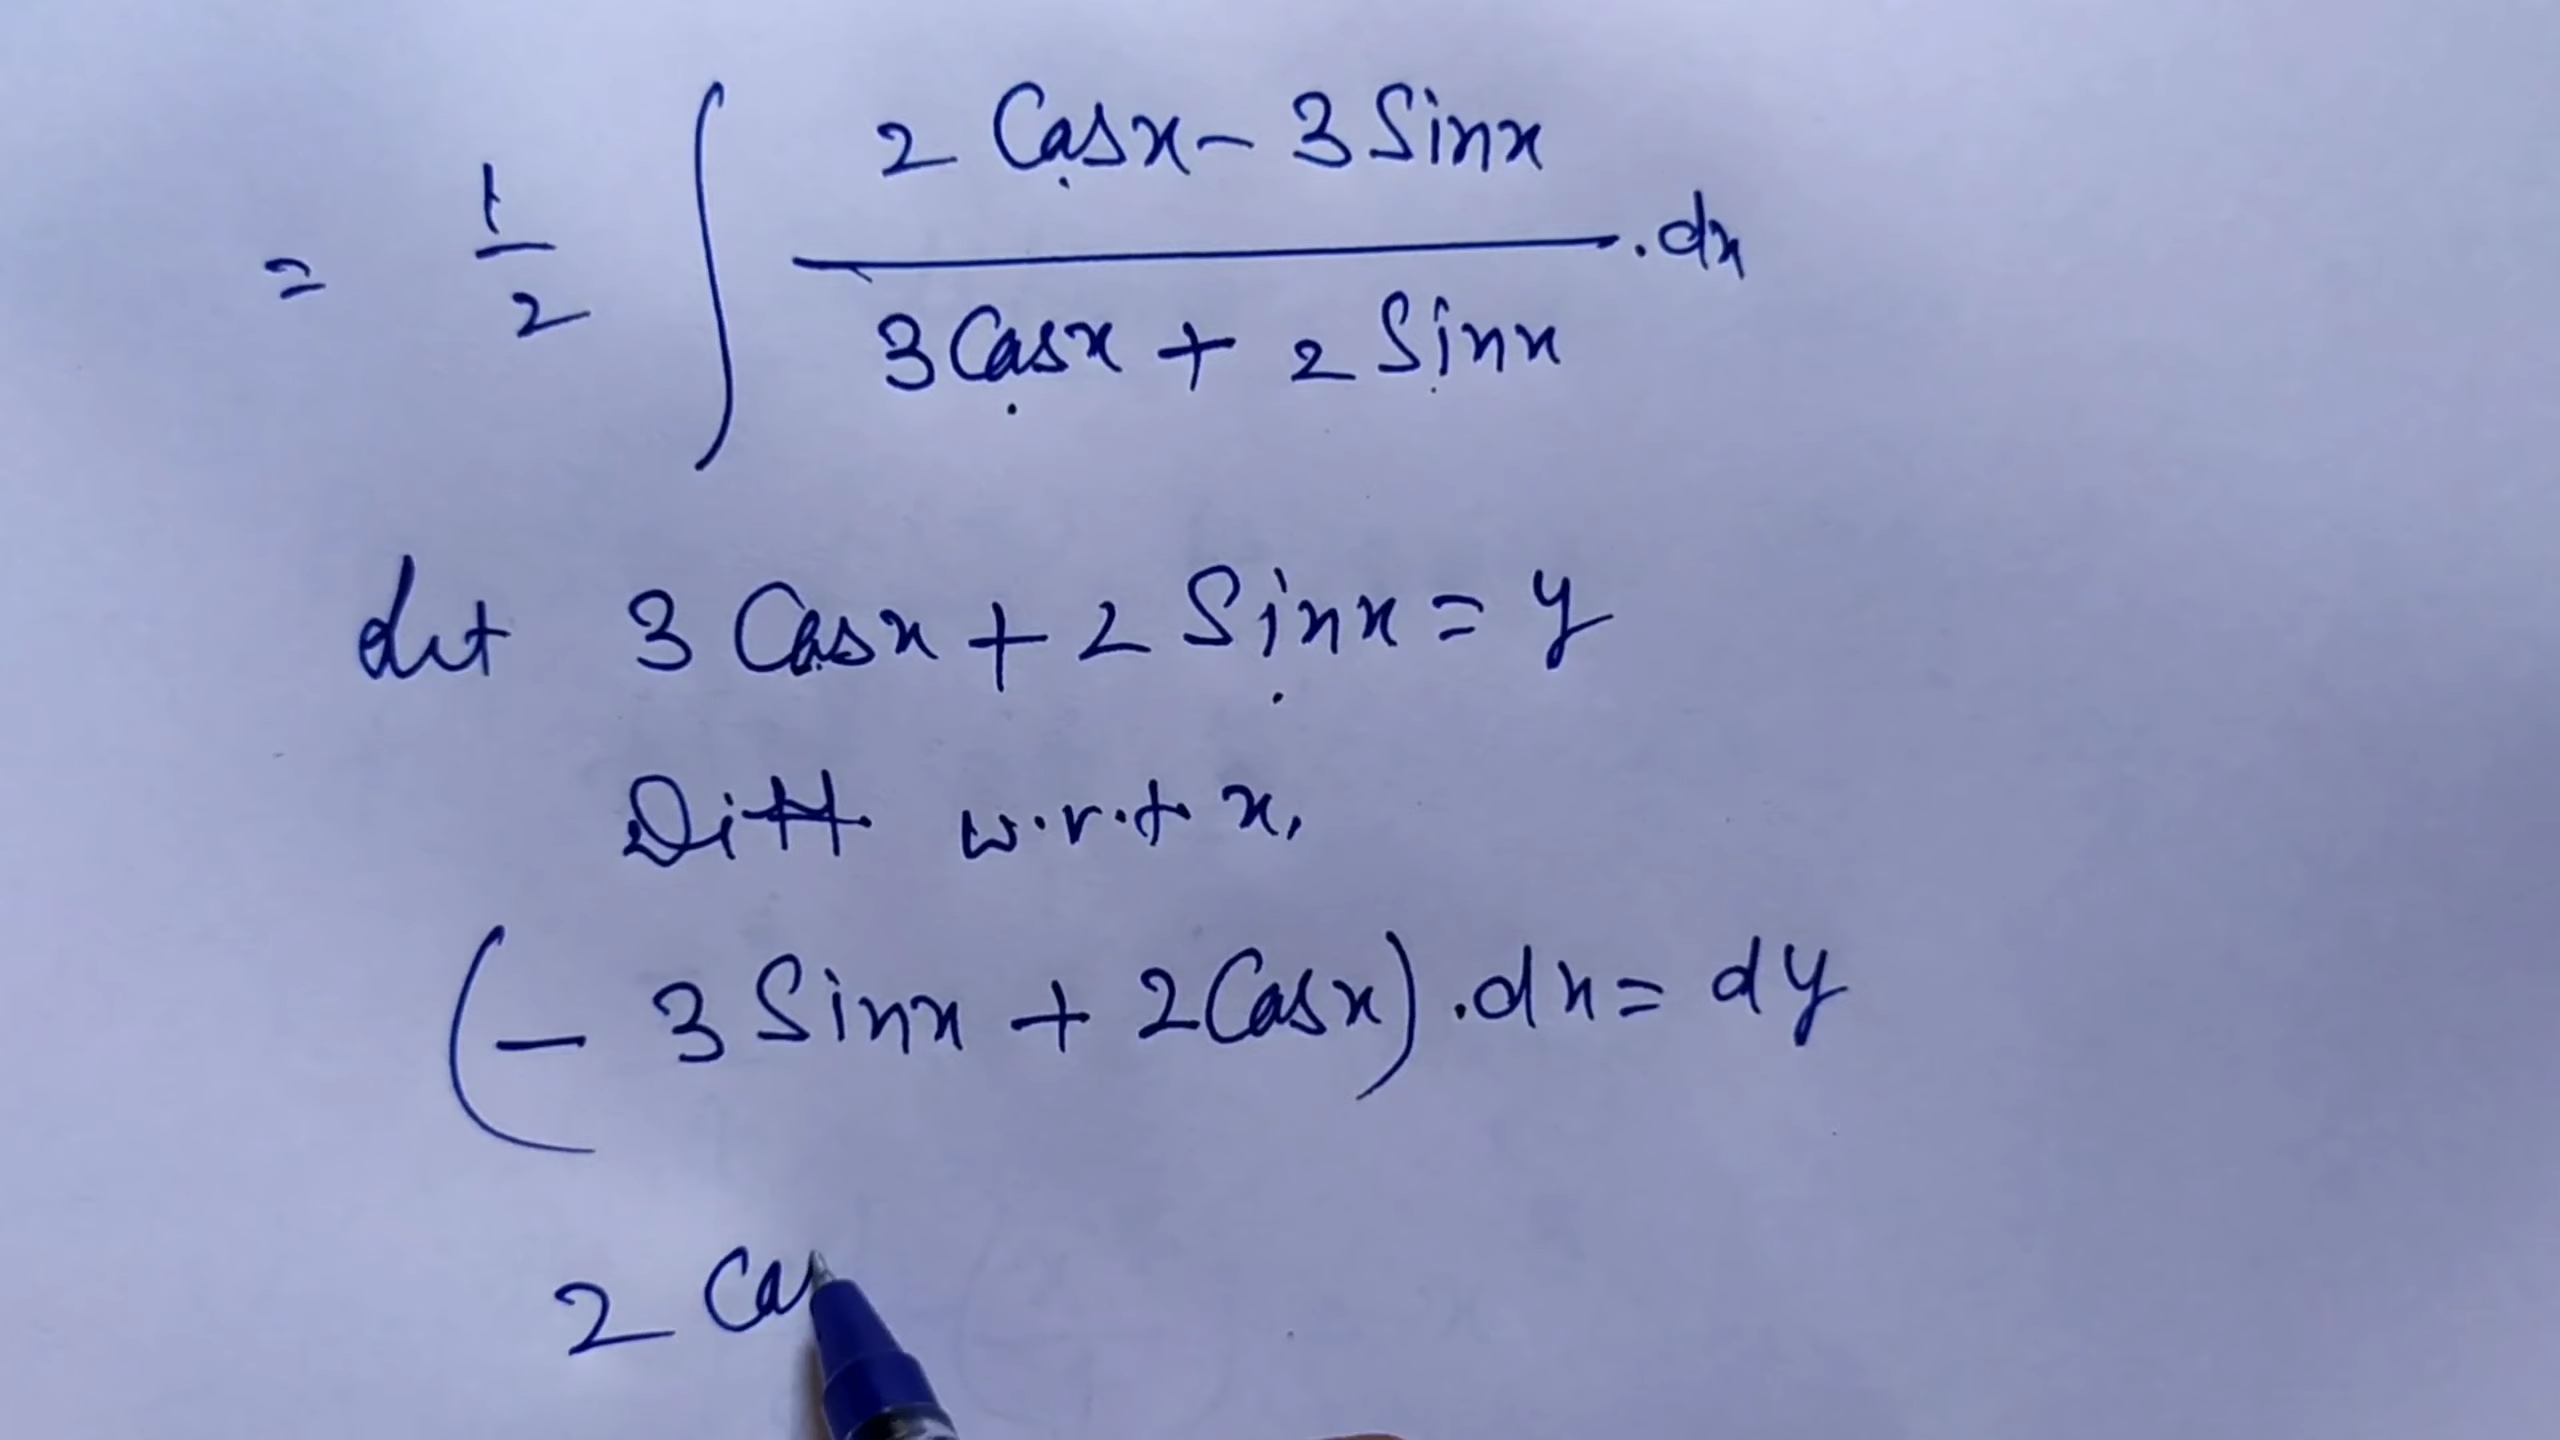 = 1/2 ∫ (2 Cosx - 3 Sinx)/(3 Cosx + 2 Sinx) .dx
Let 3 Cosx + 2 Sinx = y
Diff. w.r.t x,
(- 3 Sinx + 2 Cosx) .dx = dy
2 Cos